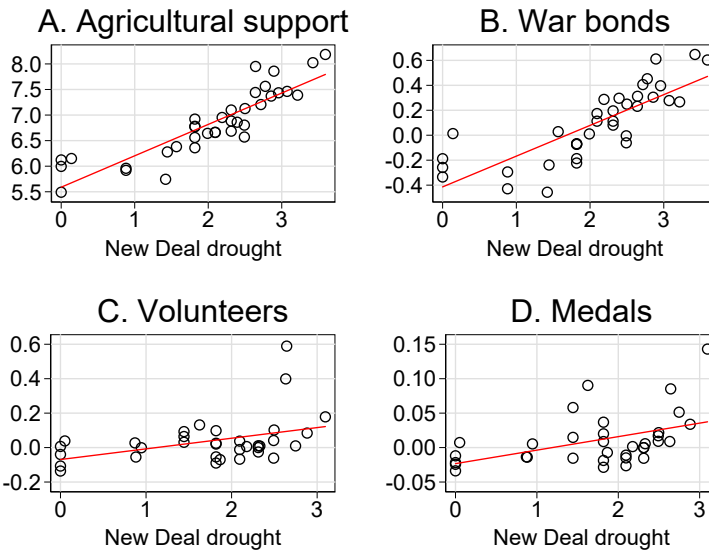 A. Agricultural support
8.0
7.5
7.0
6.5
6.0
5.5
0 1 2 3
New Deal drought
B. War bonds
0.6
0.4
0.2
0.0
-0.2
-0.4
0 1 2 3
New Deal drought
C. Volunteers
0.6
0.4
0.2
0.0
-0.2
0 1 2 3
New Deal drought
D. Medals
0.15
0.10
0.05
0.00
-0.05
0 1 2 3
New Deal drought